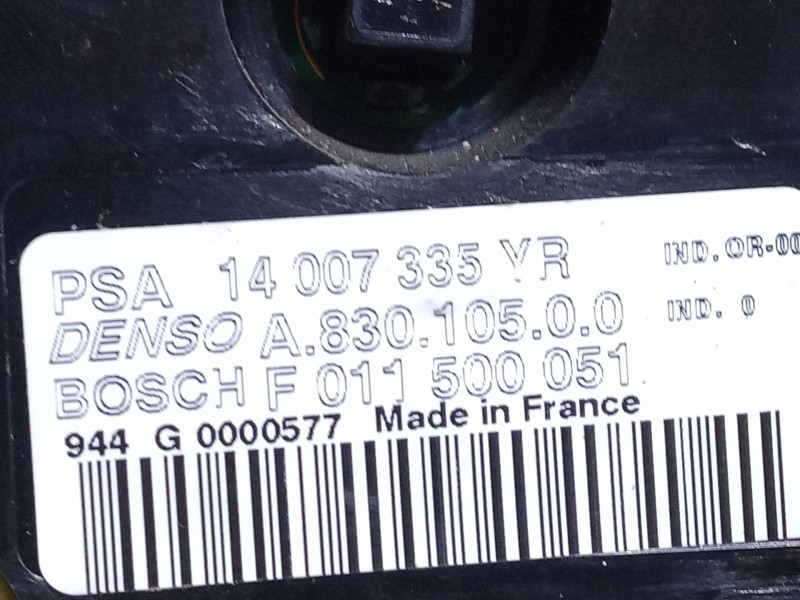 PSA 14 007 335 YR IND. OR-00
DENSO A.830.105.0.0 IND. 0
BOSCH F 011 500 051
944 G 0000577 Made in France